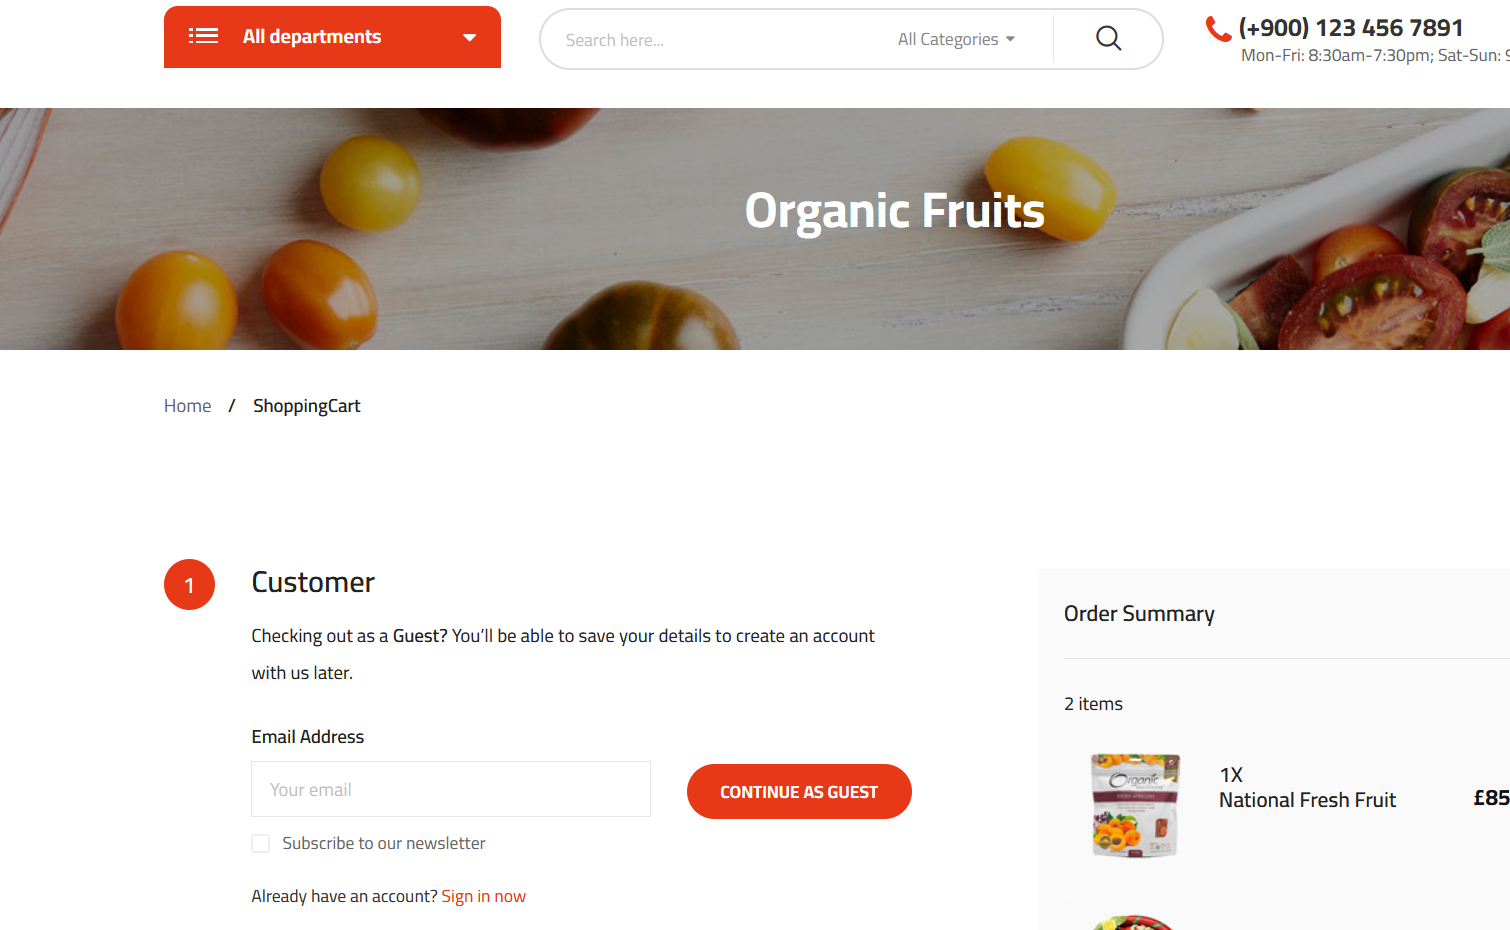 All departments
Search here...
All Categories
(+900) 123 456 7891
Mon-Fri: 8:30am-7:30pm; Sat-Sun: 9
Organic Fruits
Home / ShoppingCart
1
Customer
Checking out as a Guest? You’ll be able to save your details to create an account
with us later.
Email Address
Your email
CONTINUE AS GUEST
Subscribe to our newsletter
Already have an account? Sign in now
Order Summary
2 items
Organic
1X
National Fresh Fruit
£85